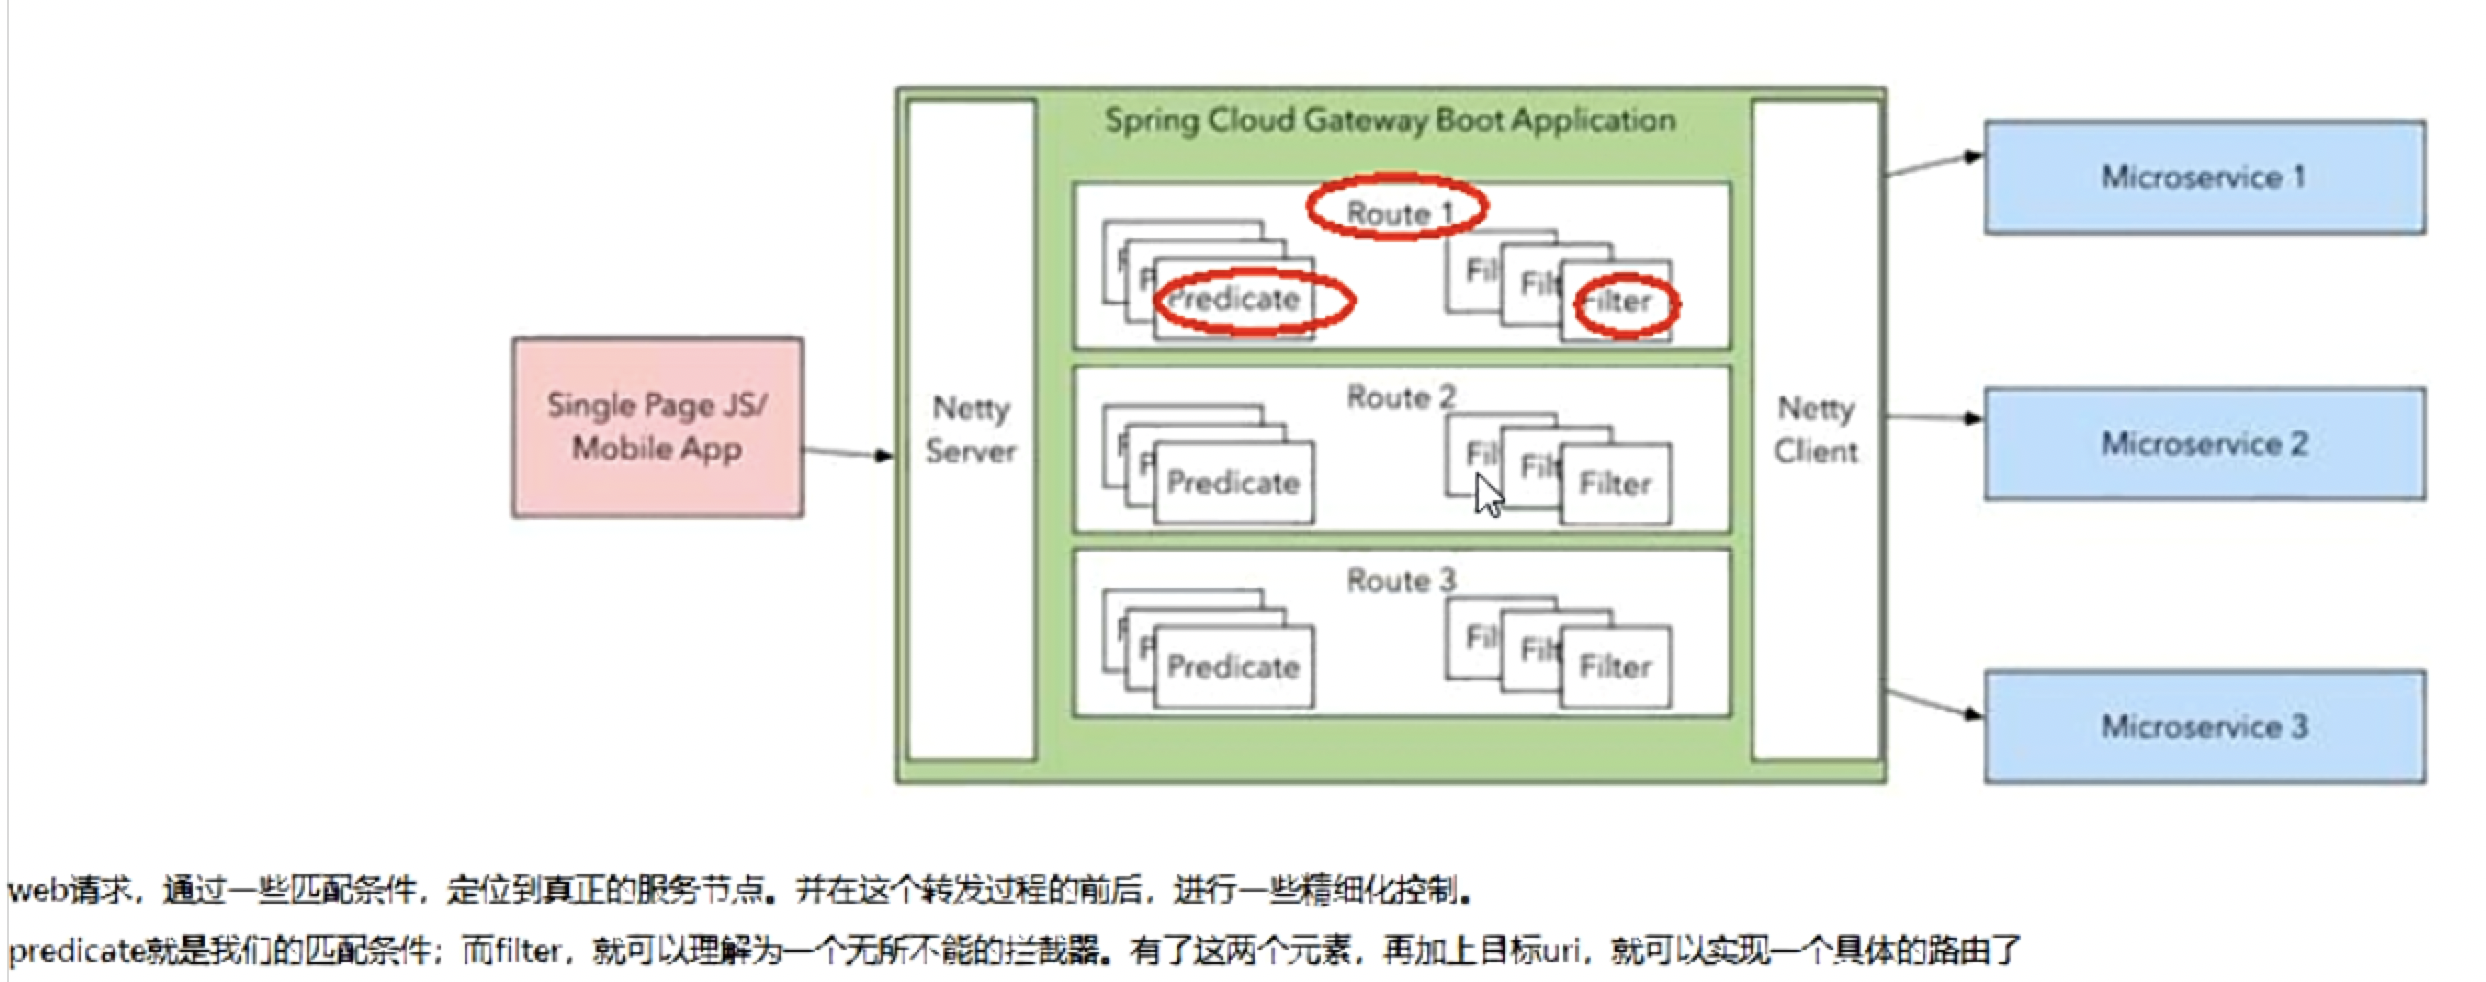 Spring Cloud Gateway Boot Application
Single Page JS/
Mobile App
Netty
Server
Route 1
Predicate
Fil
Filt
Filter
Route 2
Predicate
Fil
Filt
Filter
Route 3
Predicate
Fil
Filt
Filter
Netty
Client
Microservice 1
Microservice 2
Microservice 3
web请求，通过一些匹配条件，定位到真正的服务节点。并在这个转发过程的前后，进行一些精细化控制。
predicate就是我们的匹配条件；而filter，就可以理解为一个无所不能的拦截器。有了这两个元素，再加上目标uri，就可以实现一个具体的路由了